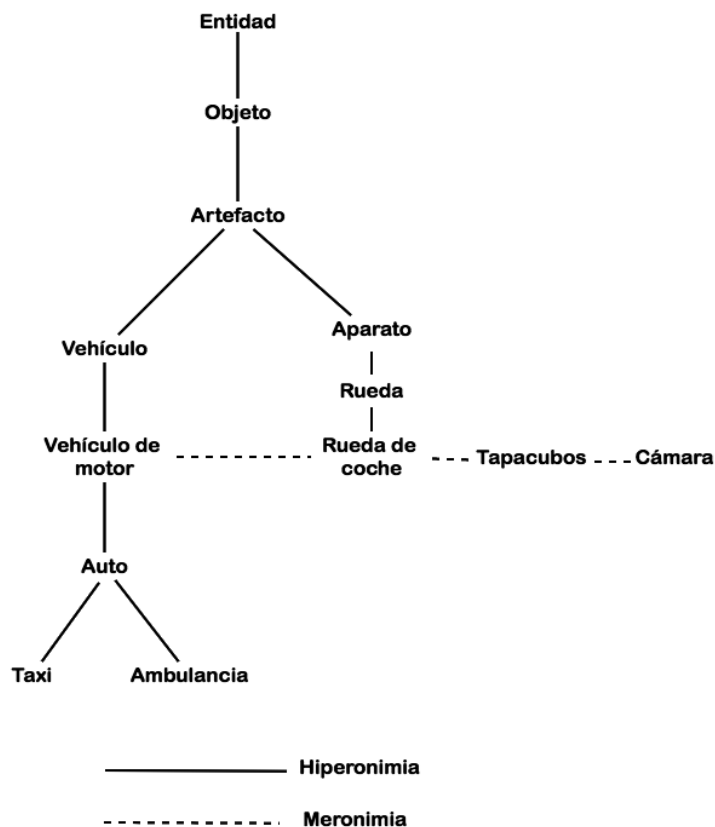 Entidad
Objeto
Artefacto
Aparato
Vehículo
Rueda
Vehículo de
motor
Rueda de
coche
Tapacubos
Cámara
Auto
Taxi
Ambulancia
Hiperonimia
Meronimia